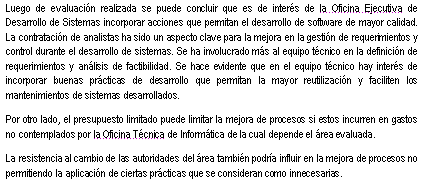 Luego de evaluación realizada se puede concluir que es de interés de la Oficina Ejecutiva de
Desarrollo de Sistemas incorporar acciones que permitan el desarrollo de software de mayor calidad.
La contratación de analistas ha sido un aspecto clave para la mejora en la gestión de requerimientos y
control durante el desarrollo de sistemas. Se ha involucrado más al equipo técnico en la definición de
requerimientos y análisis de factibilidad. Se hace evidente que en el equipo técnico hay interés de
incorporar buenas prácticas de desarrollo que permitan la mayor reutilización y faciliten los
mantenimientos de sistemas desarrollados.
Por otro lado, el presupuesto limitado puede limitar la mejora de procesos si estos incurren en gastos
no contemplados por la Oficina Técnica de Informática de la cual depende el área evaluada.
La resistencia al cambio de las autoridades del área también podría influir en la mejora de procesos no
permitiendo la aplicación de ciertas prácticas que se consideran como innecesarias.